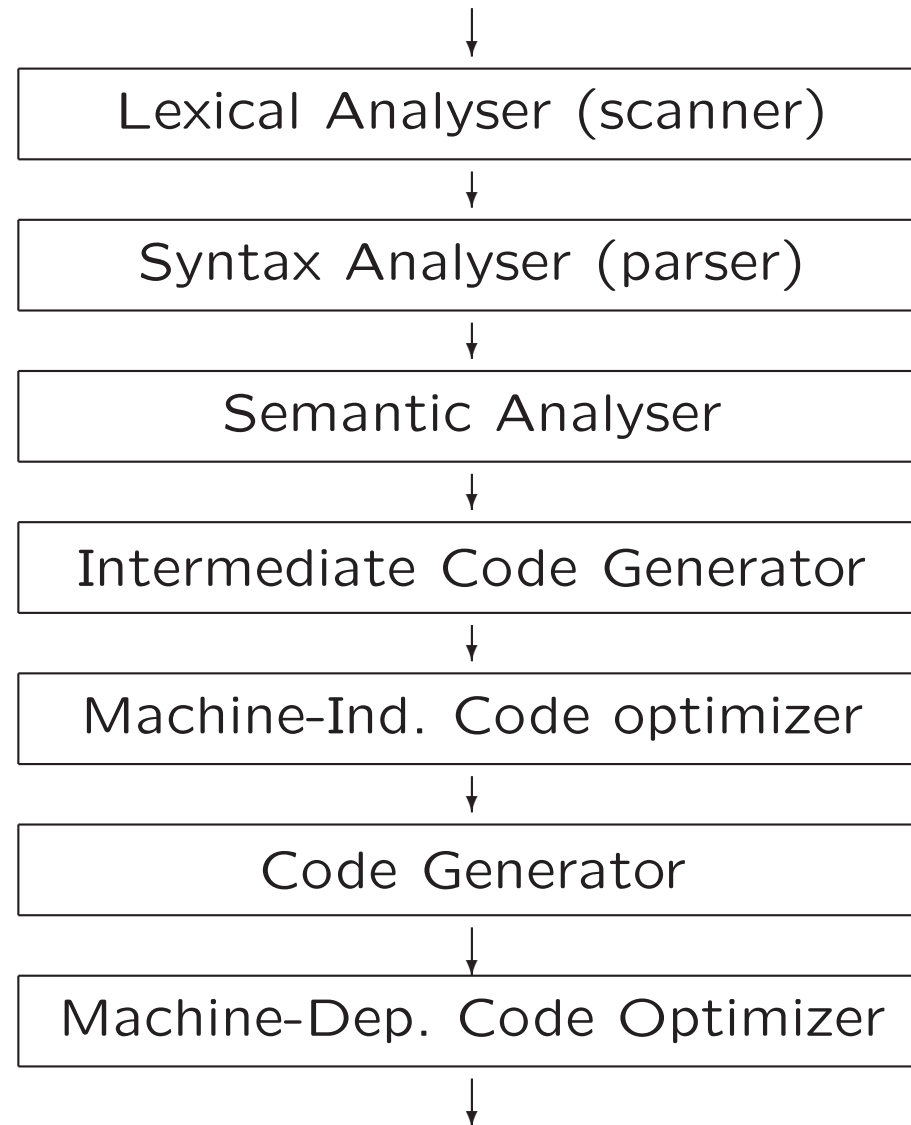 Lexical Analyser (scanner)
Syntax Analyser (parser)
Semantic Analyser
Intermediate Code Generator
Machine-Ind. Code optimizer
Code Generator
Machine-Dep. Code Optimizer